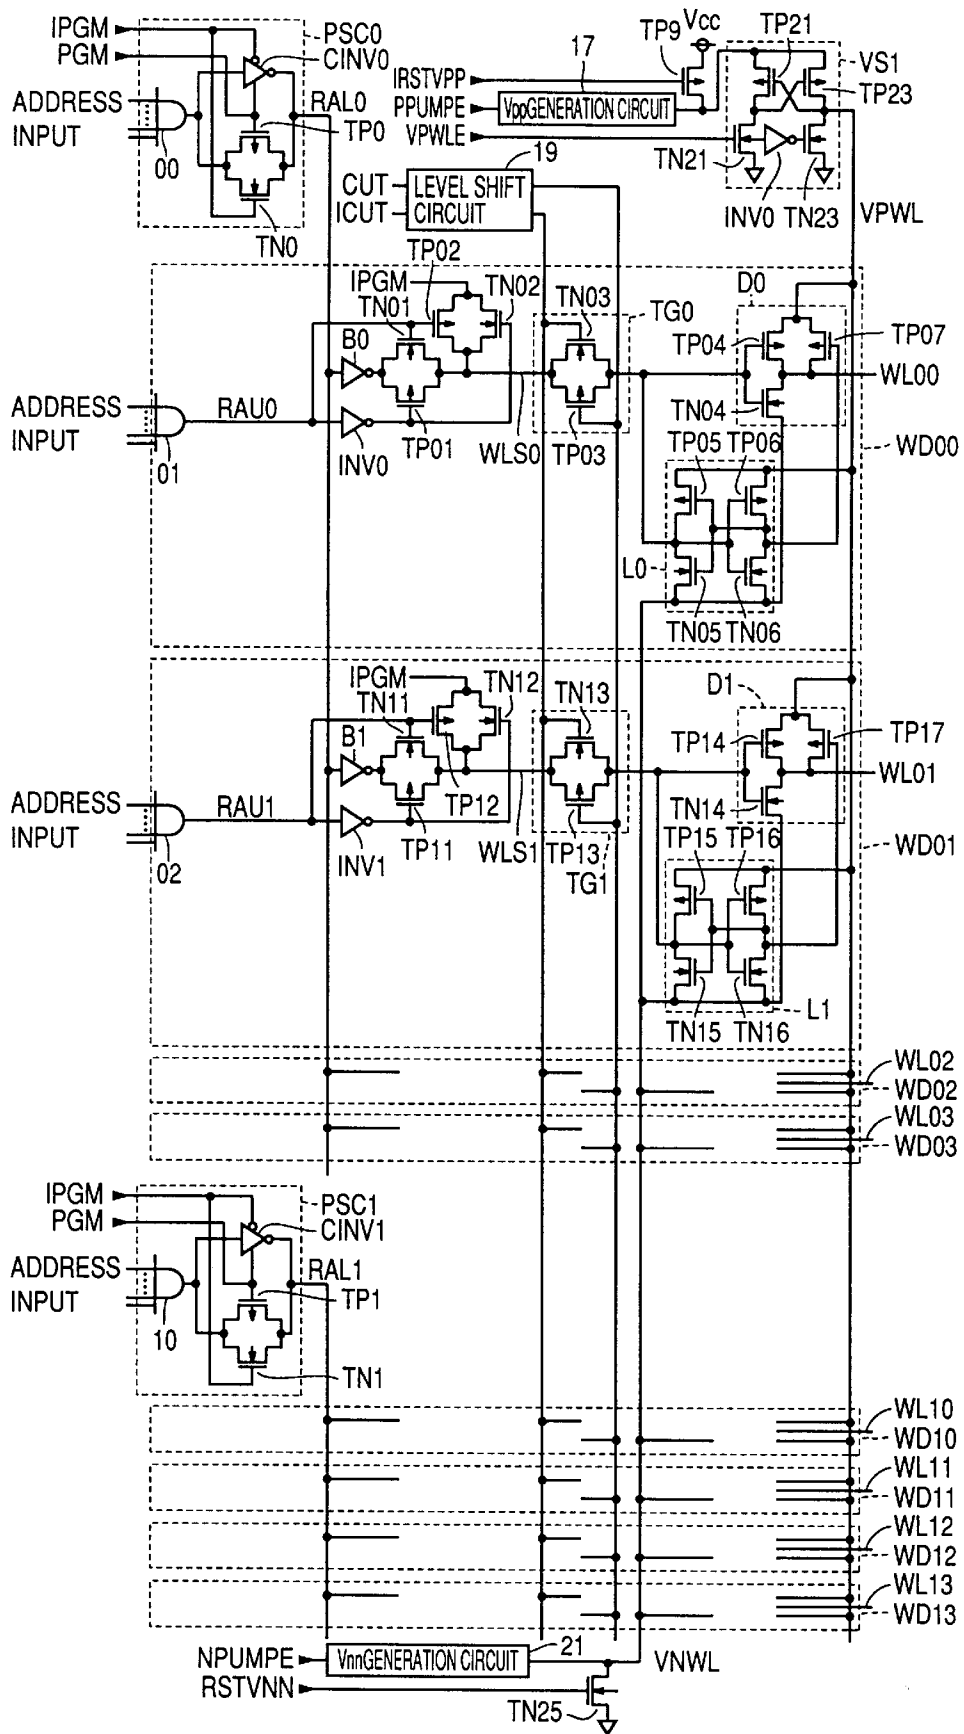 IPGM
PGM
ADDRESS
INPUT
00
PSC0
CINV0
RAL0
TP0
TN0
Vcc
TP9
TP21
17
VS1
IRSTVPP
PPUMPE
VppGENERATION CIRCUIT
TP23
VPWLE
19
TN21
INV0
TN23
VPWL
CUT
ICUT
LEVEL SHIFT
CIRCUIT
TP02
IPGM
TN01
TN02
TN03
TG0
D0
B0
TP04
TP07
WL00
ADDRESS
INPUT
RAU0
01
INV0
TP01
WLS0
TP03
TN04
TP05
TP06
WD00
L0
TN05
TN06
IPGM
TN11
TN12
TN13
D1
B1
TP14
TP17
WL01
ADDRESS
INPUT
RAU1
02
INV1
TP11
TP12
WLS1
TP13
TG1
TN14
TP15
TP16
WD01
TN15
TN16
L1
WL02
WD02
WL03
WD03
IPGM
PGM
ADDRESS
INPUT
10
PSC1
CINV1
RAL1
TP1
TN1
WL10
WD10
WL11
WD11
WL12
WD12
WL13
WD13
NPUMPE
VnnGENERATION CIRCUIT
21
VNWL
RSTVNN
TN25